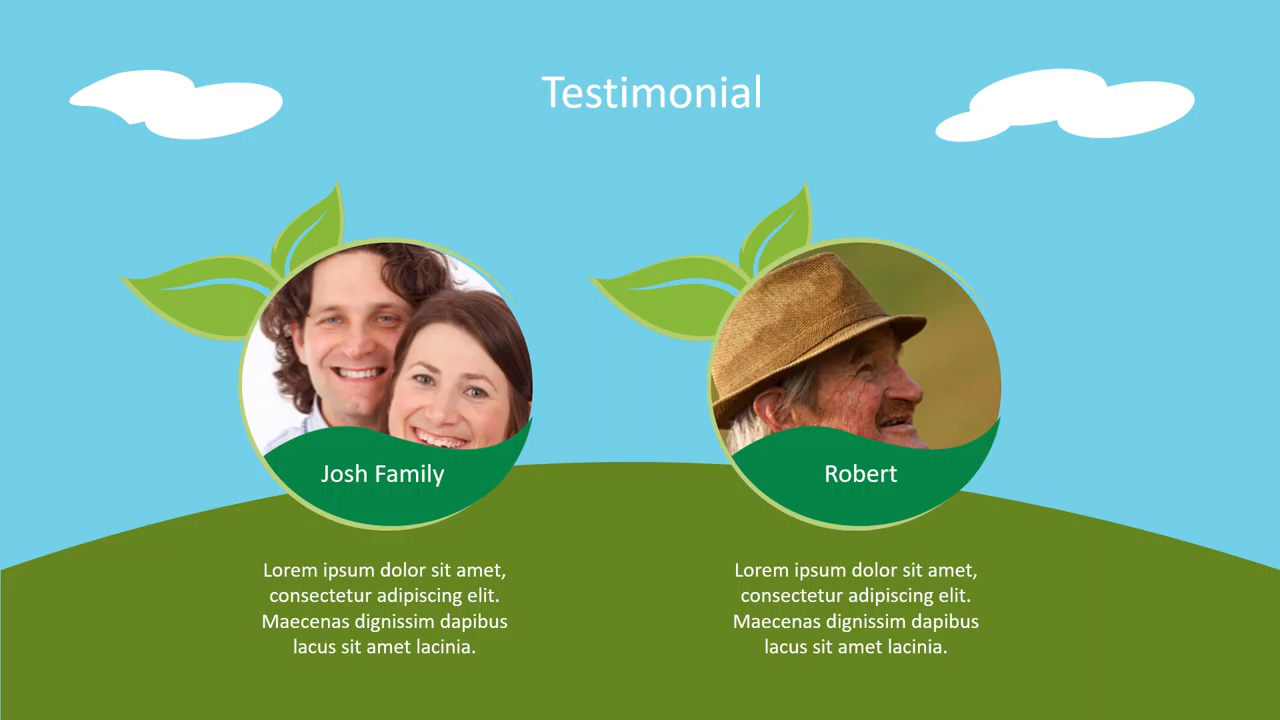 Testimonial
Josh Family
Robert
Lorem ipsum dolor sit amet,
consectetur adipiscing elit.
Maecenas dignissim dapibus
lacus sit amet lacinia.
Lorem ipsum dolor sit amet,
consectetur adipiscing elit.
Maecenas dignissim dapibus
lacus sit amet lacinia.